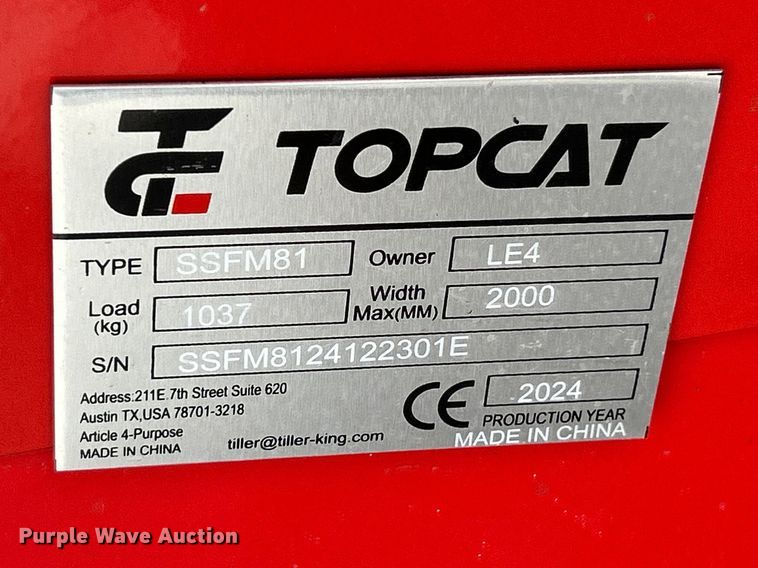 TOPCAT
TYPE SSFM81 Owner LE4
Load (kg) 1037 Width Max(MM) 2000
S/N SSFM8124122301E
Address:211E.7th Street Suite 620
Austin TX,USA 78701-3218
Article 4-Purpose
MADE IN CHINA
tiller@tiller-king.com
CE 2024
PRODUCTION YEAR
MADE IN CHINA
Purple Wave Auction